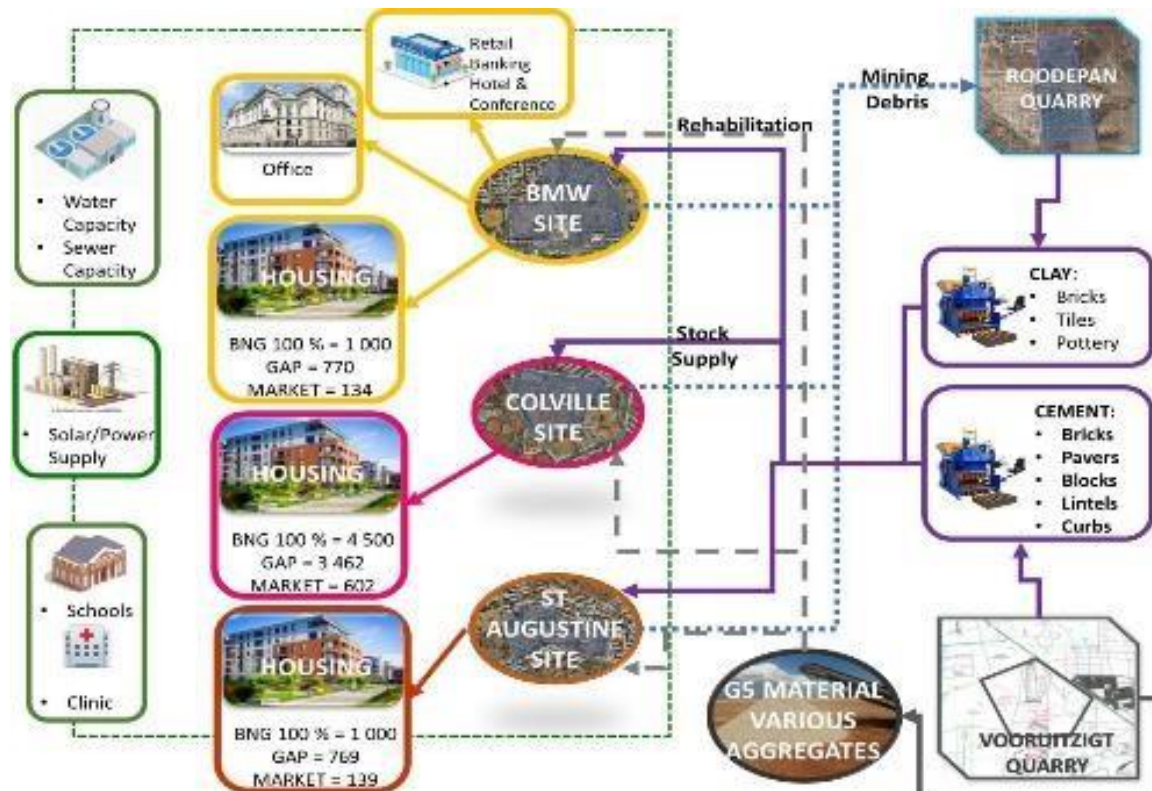 Retail
Banking
Hotel &
Conference
Office
Water
Capacity
Sewer
Capacity
Solar/Power
Supply
Schools
Clinic
HOUSING
BNG 100 % = 1 000
GAP = 770
MARKET = 134
HOUSING
BNG 100 % = 4 500
GAP = 3 462
MARKET = 602
HOUSING
BNG 100 % = 1 000
GAP = 769
MARKET = 139
BMW
SITE
COLVILLE
SITE
ST
AUGUSTINE
SITE
Rehabilitation
Stock
Supply
Mining
Debris
ROODEPAN
QUARRY
CLAY:
Bricks
Tiles
Pottery
CEMENT:
Bricks
Pavers
Blocks
Lintels
Curbs
G5 MATERIAL
VARIOUS
AGGREGATES
VOORUITZIGT
QUARRY